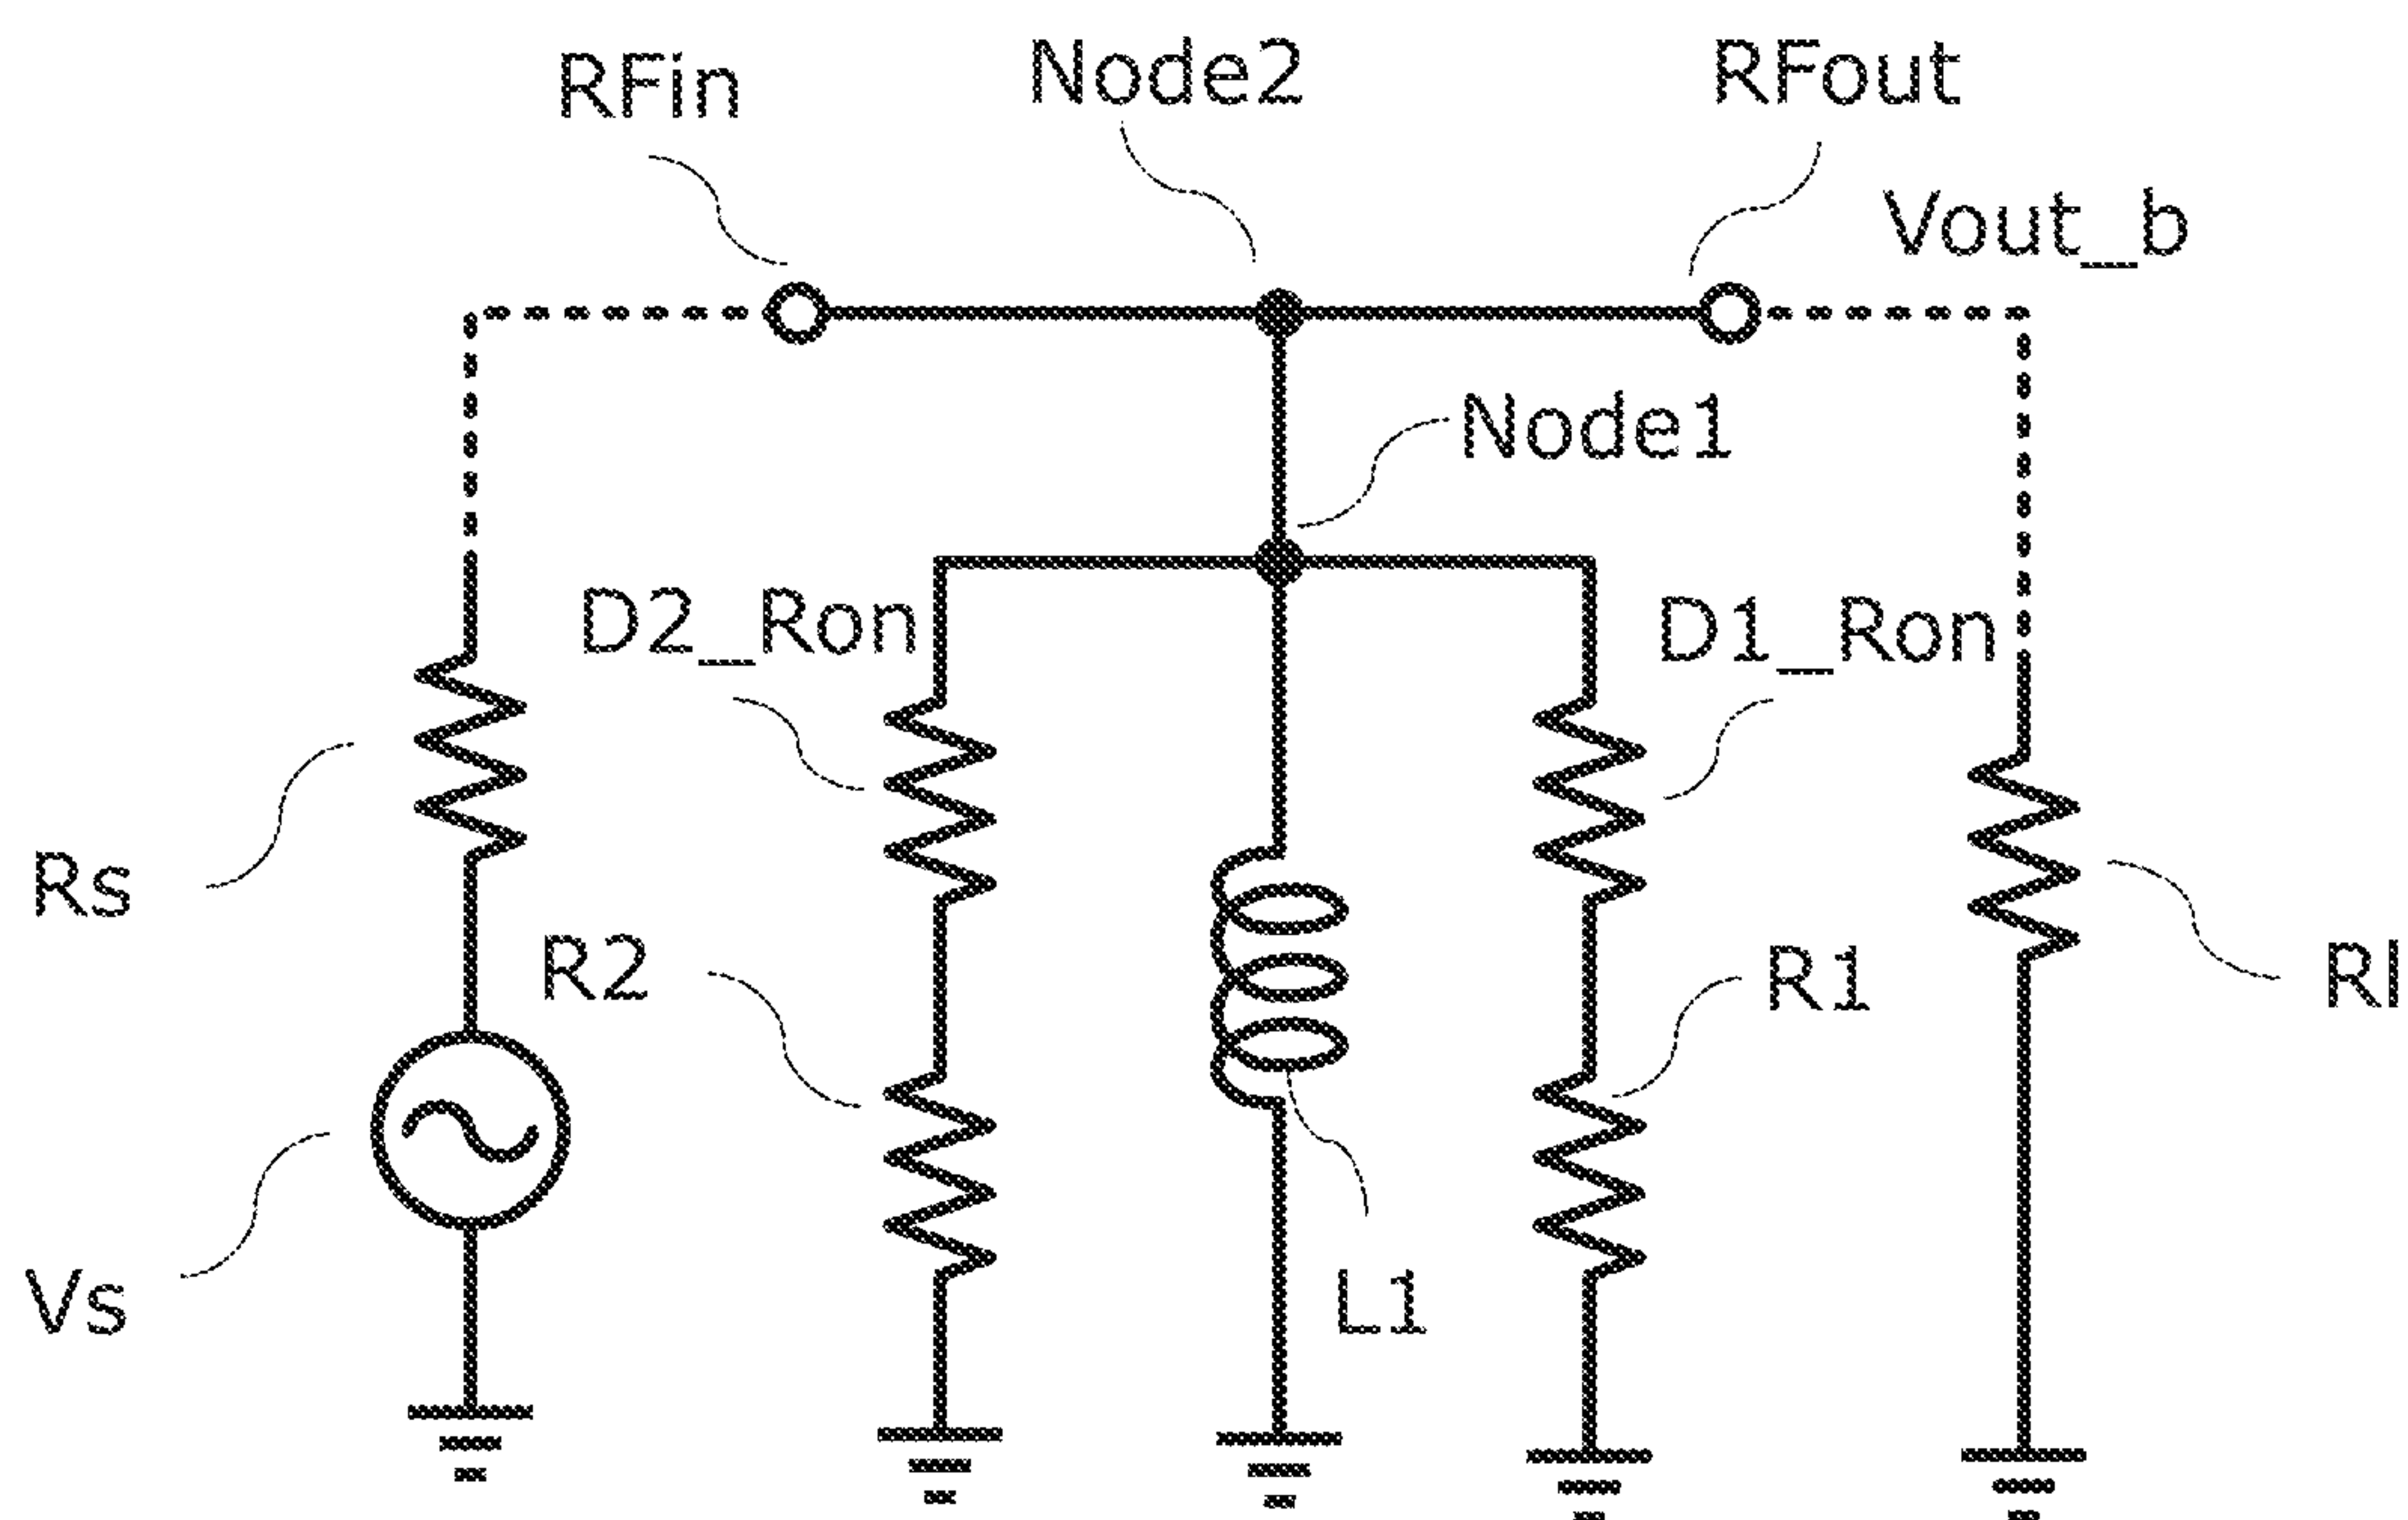 RFin
Node2
RFout
Vout_b
Node1
D2_Ron
D1_Ron
Rs
R2
R1
Rl
Vs
L1